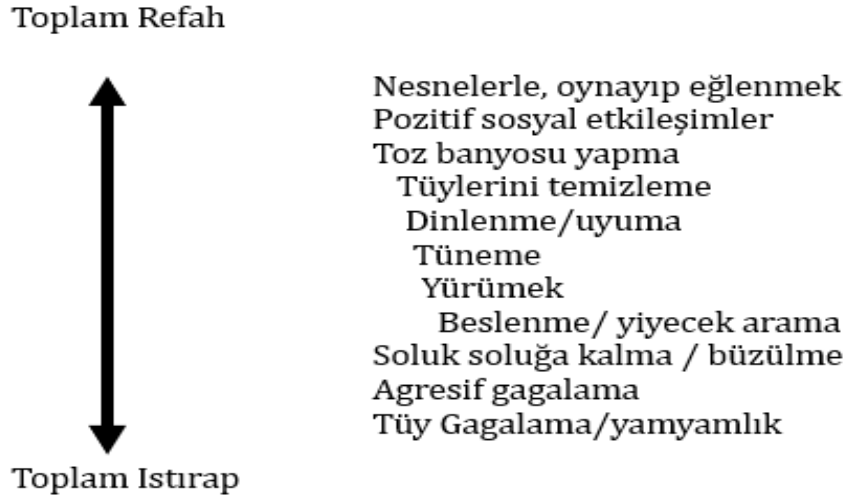 Toplam Refah
Nesnelerle, oynayıp eğlenmek
Pozitif sosyal etkileşimler
Toz banyosu yapma
Tüylerini temizleme
Dinlenme/uyuma
Tüneme
Yürümek
Beslenme/ yiyecek arama
Soluk soluğa kalma / büzülme
Agresif gagalama
Tüy Gagalama/yamyamlık
Toplam Istırap